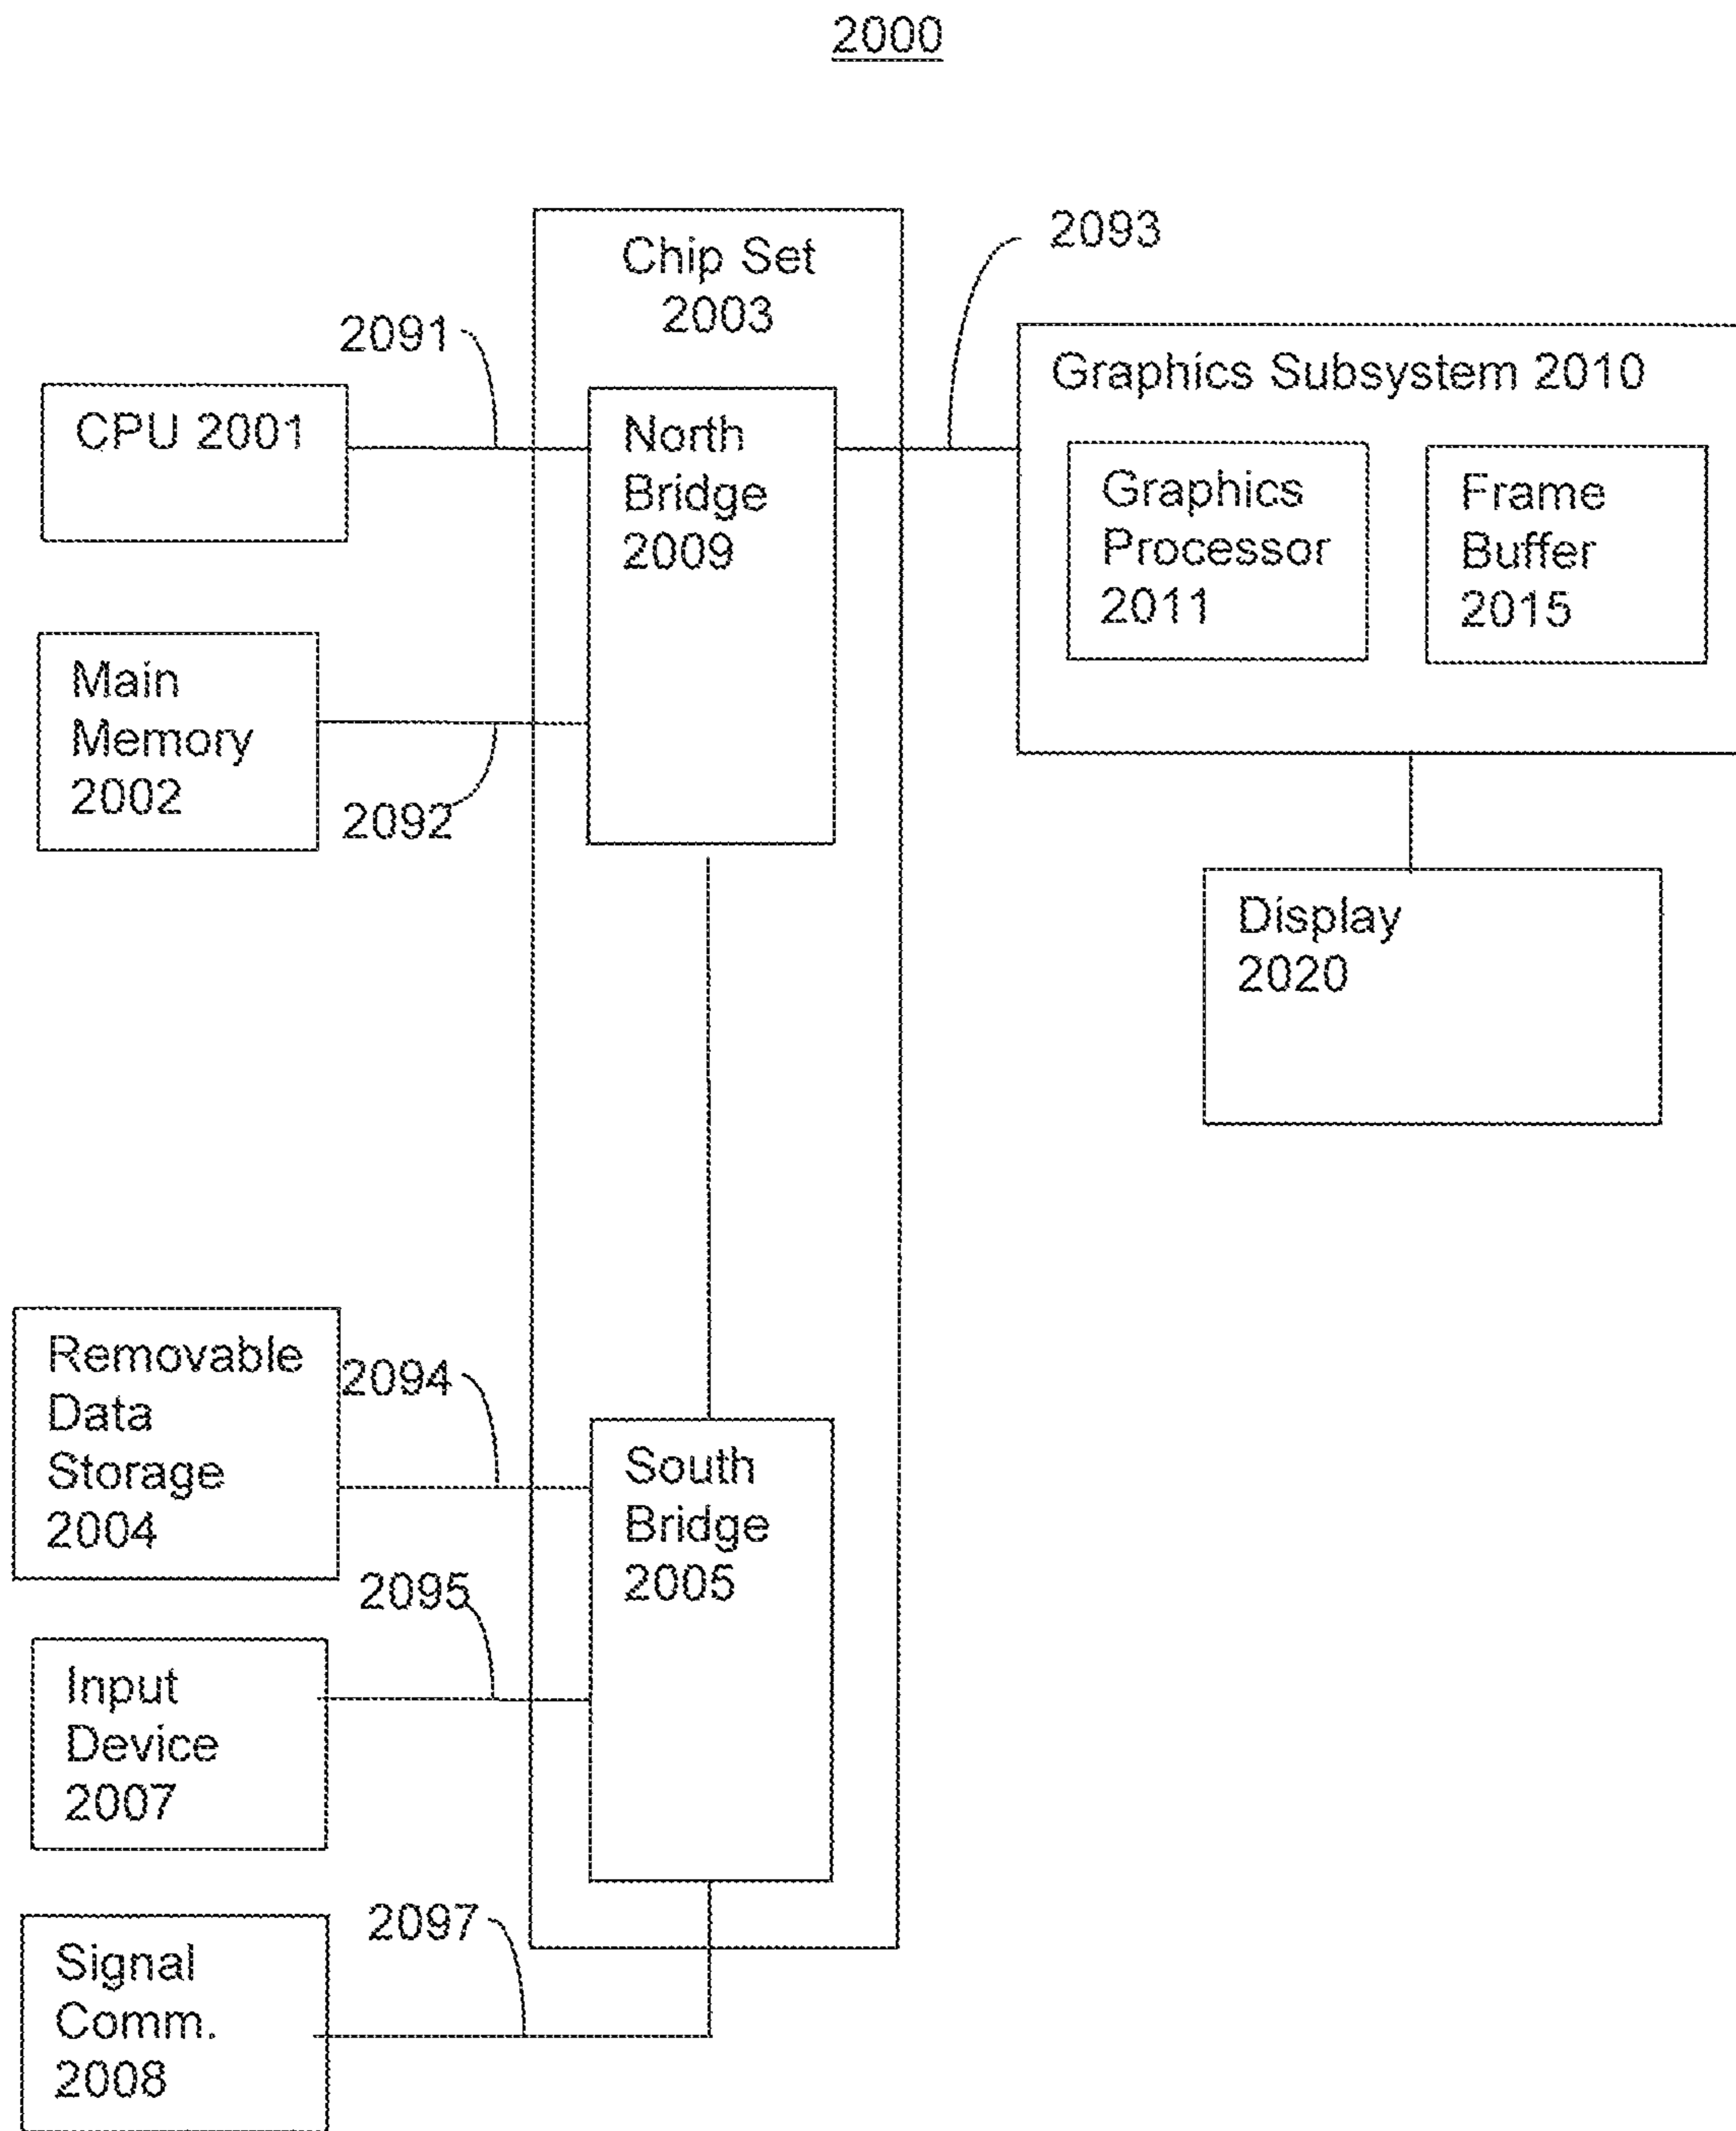 2000
Chip Set
2003
2093
2091
Graphics Subsystem 2010
CPU 2001
North
Bridge
2009
Graphics
Processor
2011
Frame
Buffer
2015
Main
Memory
2002
2092
Display
2020
Removable
Data
Storage
2004
2094
South
Bridge
2005
2095
Input
Device
2007
2097
Signal
Comm.
2008